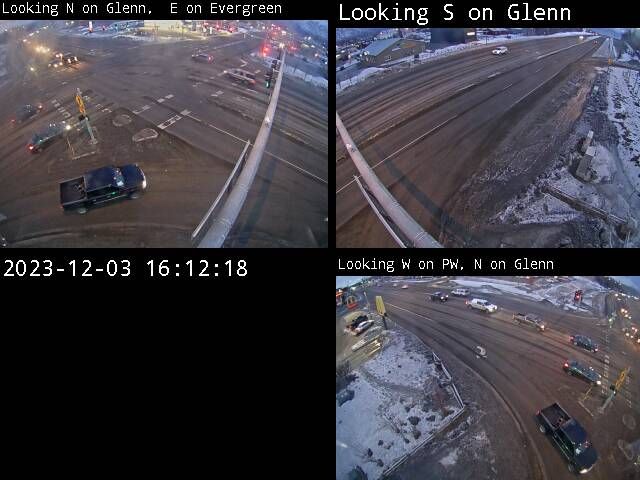 Looking N on Glenn,  E on Evergreen
Looking S on Glenn
2023-12-03 16:12:18
Looking W on PW, N on Glenn